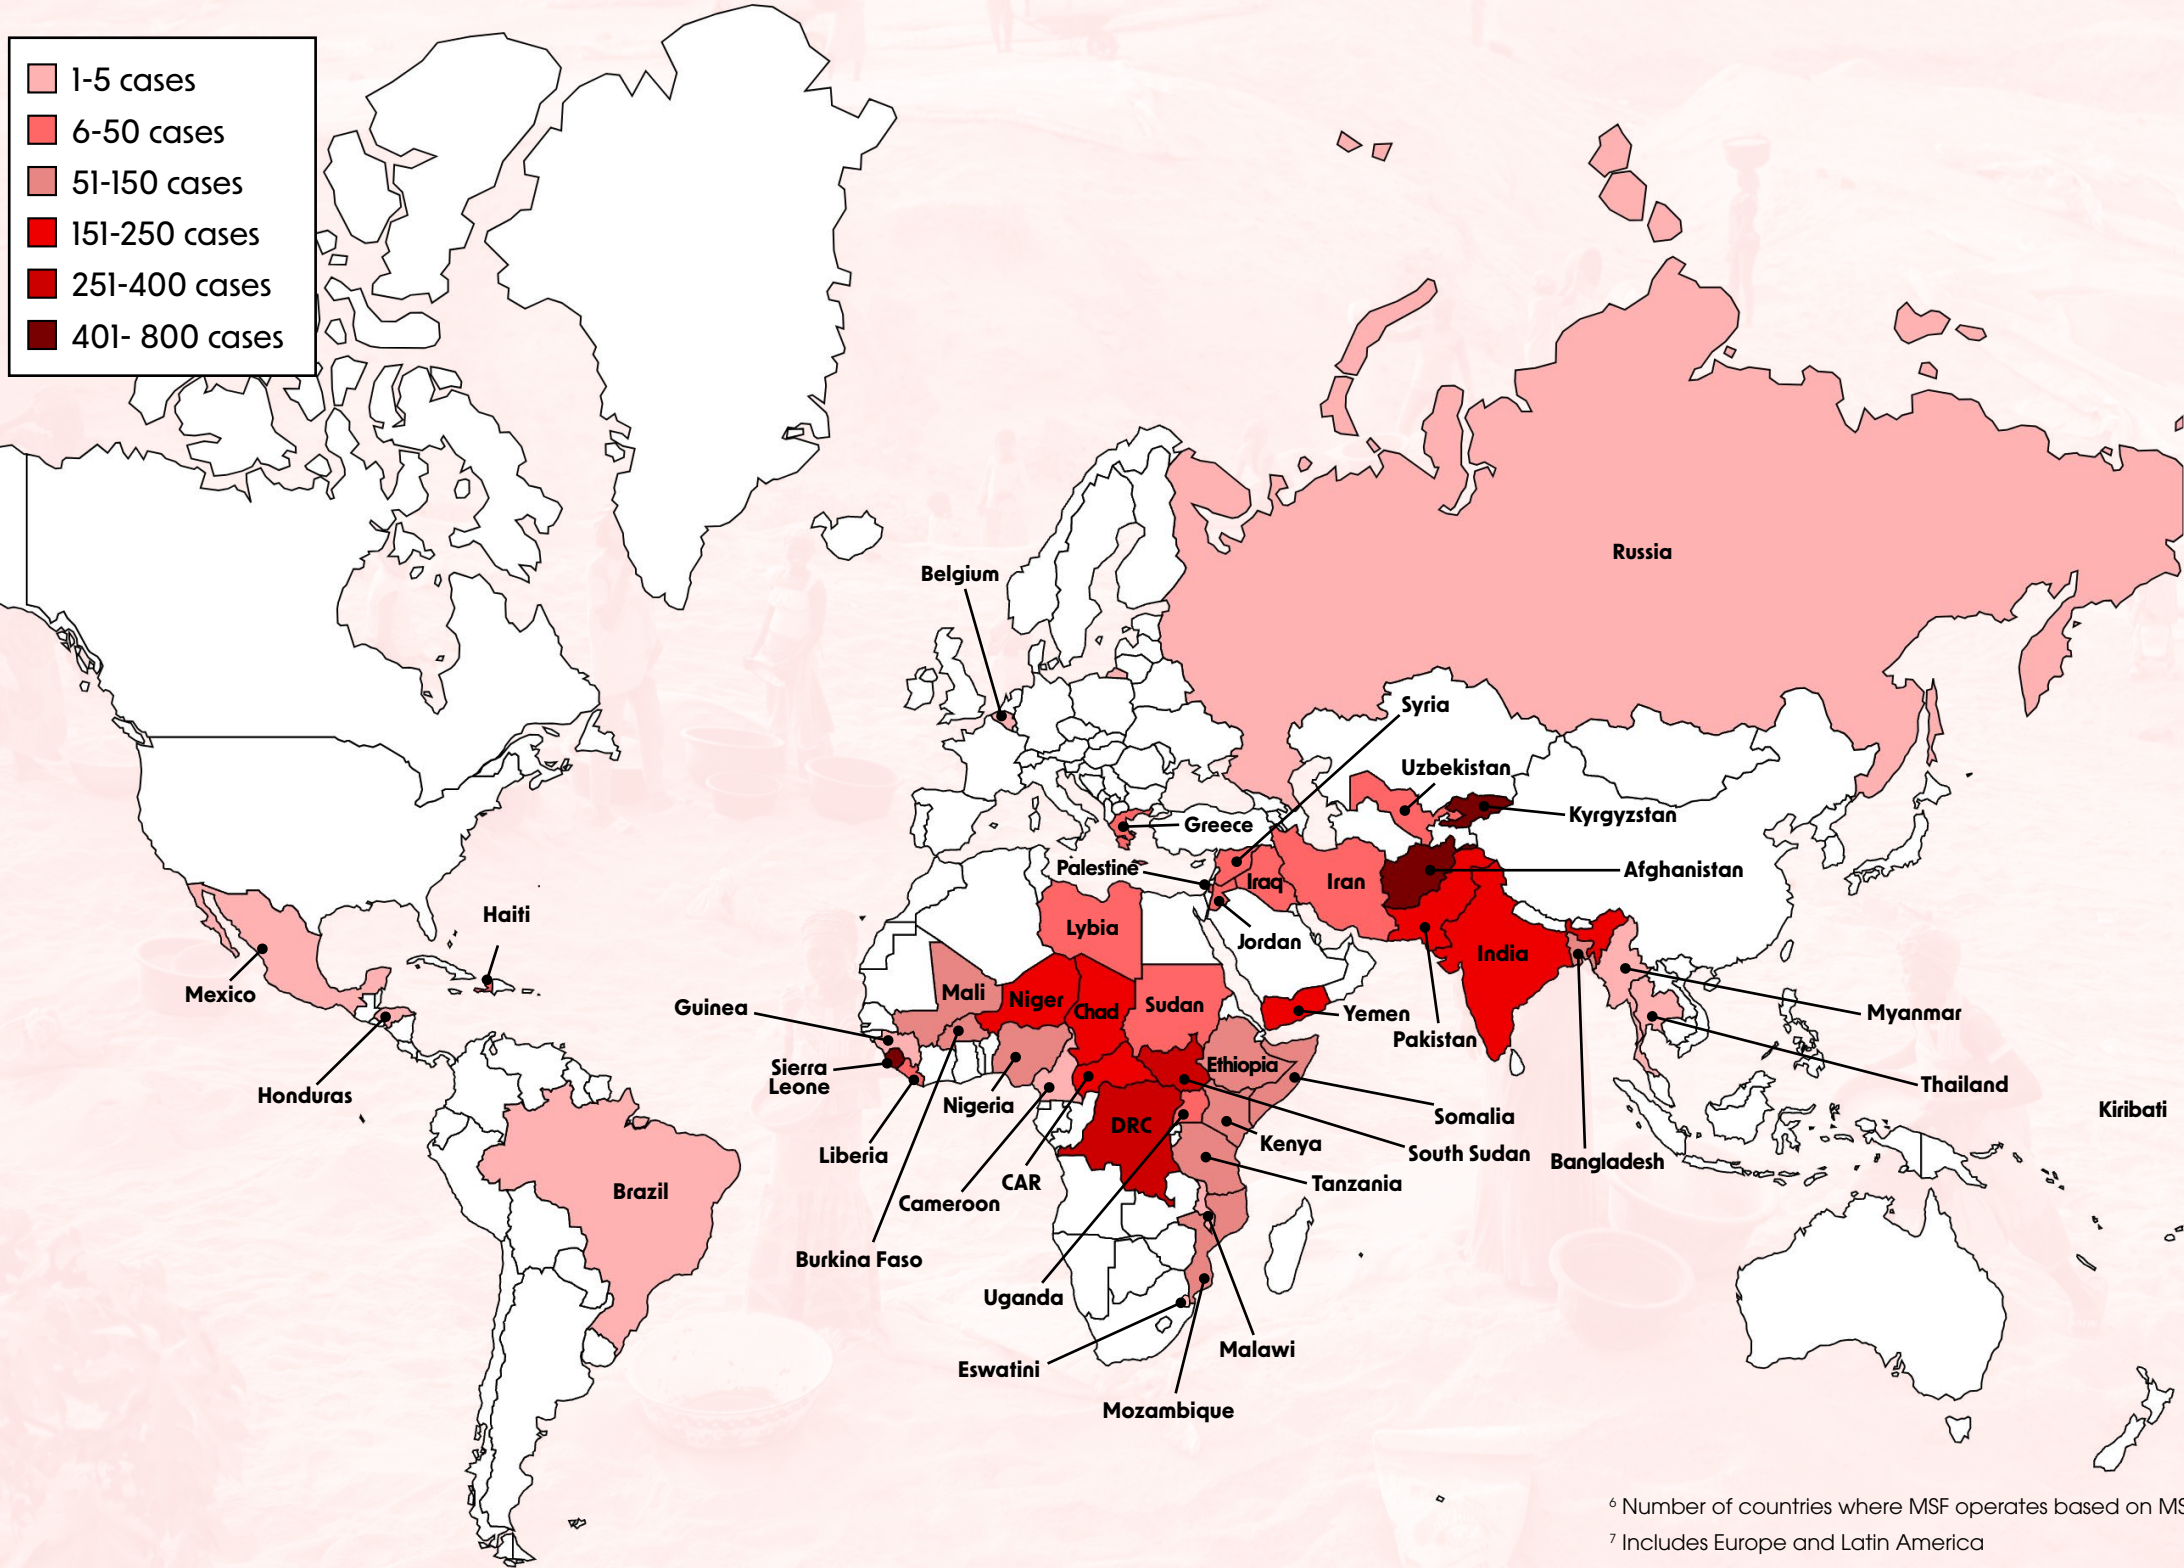 1-5 cases
6-50 cases
51-150 cases
151-250 cases
251-400 cases
401- 800 cases
Russia
Belgium
Syria
Uzbekistan
Kyrgyzstan
Greece
Palestine
Afghanistan
Iraq
Iran
Haiti
Lybia
Jordan
India
Mexico
Mali
Niger
Chad
Sudan
Guinea
Yemen
Myanmar
Pakistan
Sierra
Leone
Ethiopia
Honduras
Nigeria
Thailand
Somalia
Kiribati
DRC
Kenya
Liberia
South Sudan
Bangladesh
CAR
Tanzania
Brazil
Cameroon
Burkina Faso
Uganda
Malawi
Eswatini
Mozambique
⁶ Number of countries where MSF operates based on MS
⁷ Includes Europe and Latin America